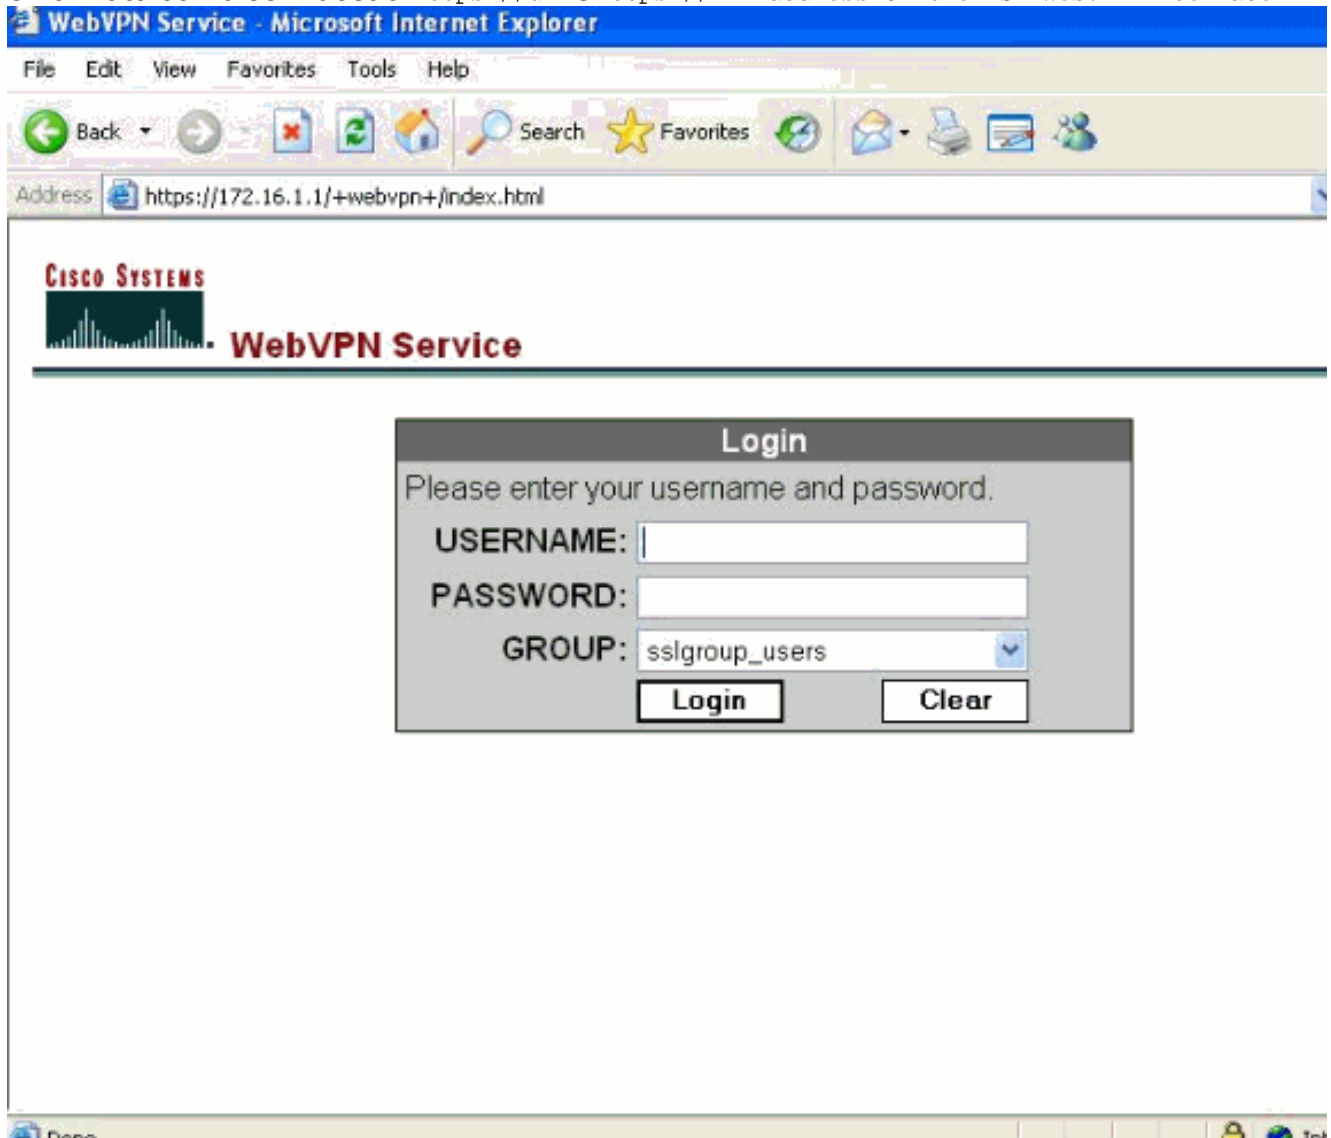 WebVPN Service - Microsoft Internet Explorer
File Edit View Favorites Tools Help
Back Search Favorites
Address https://172.16.1.1/+webvpn+/index.html
CISCO SYSTEMS
WebVPN Service
Login
Please enter your username and password.
USERNAME:
PASSWORD:
GROUP: sslgroup_users
Login Clear
Done